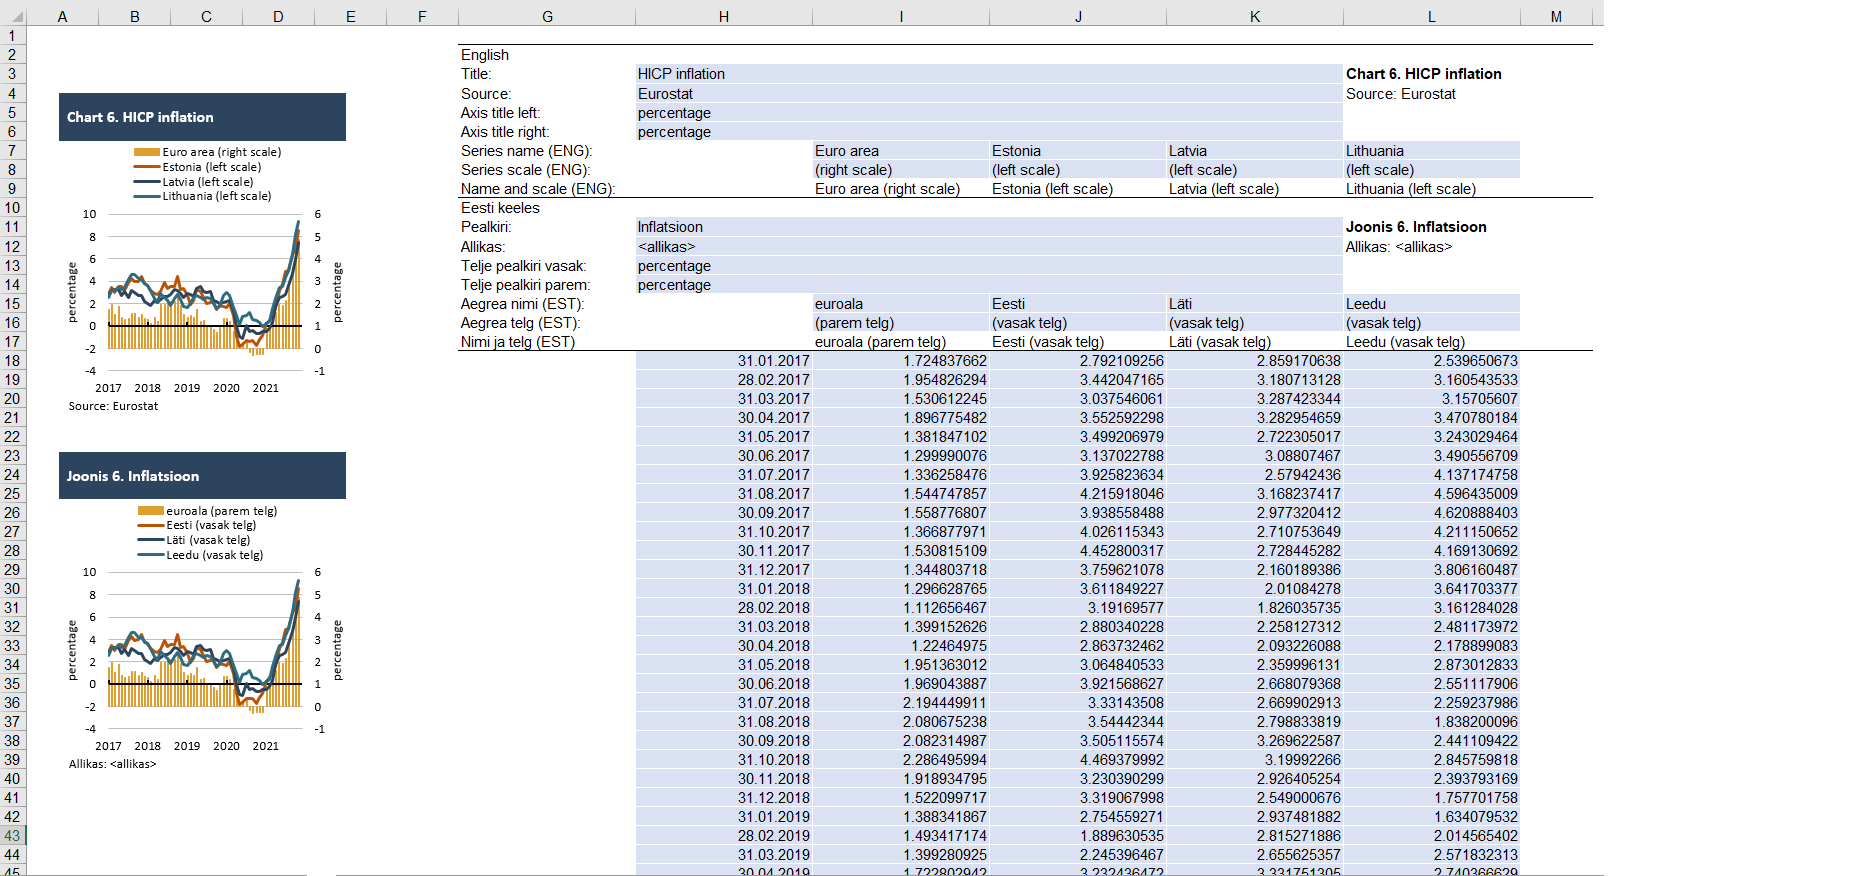 A B C D E F G H I J K L M
1
2 English
3 Title: HICP inflation Chart 6. HICP inflation
4 Source: Eurostat Source: Eurostat
5 Axis title left: percentage
6 Axis title right: percentage
7 Series name (ENG): Euro area Estonia Latvia Lithuania
8 Series scale (ENG): (right scale) (left scale) (left scale) (left scale)
9 Name and scale (ENG): Euro area (right scale) Estonia (left scale) Latvia (left scale) Lithuania (left scale)
10 Eesti keeles
11 Pealkiri: Inflatsioon Joonis 6. Inflatsioon
12 Allikas: <allikas> Allikas: <allikas>
13 Telje pealkiri vasak: percentage
14 Telje pealkiri parem: percentage
15 Aegrea nimi (EST): euroala Eesti Läti Leedu
16 Aegrea telg (EST): (parem telg) (vasak telg) (vasak telg) (vasak telg)
17 Nimi ja telg (EST) euroala (parem telg) Eesti (vasak telg) Läti (vasak telg) Leedu (vasak telg)
18 31.01.2017 1.724837662 2.792109256 2.859170638 2.539650673
19 28.02.2017 1.954826294 3.442047165 3.180713128 3.160543533
20 31.03.2017 1.530612245 3.037546061 3.287423344 3.15705607
21 30.04.2017 1.896775482 3.552592298 3.282954659 3.470780184
22 31.05.2017 1.381847102 3.499206979 2.722305017 3.243029464
23 30.06.2017 1.299990076 3.137022788 3.08807467 3.490556709
24 31.07.2017 1.336258476 3.925823634 2.57942436 4.137174758
25 31.08.2017 1.544747857 4.215918046 3.168237417 4.596435009
26 30.09.2017 1.558776807 3.938558488 2.977320412 4.620888403
27 31.10.2017 1.366877971 4.026115343 2.710753649 4.211150652
28 30.11.2017 1.530815109 4.452800317 2.728445282 4.169130692
29 31.12.2017 1.344803718 3.759621078 2.160189386 3.806160487
30 31.01.2018 1.296628765 3.611849227 2.01084278 3.641703377
31 28.02.2018 1.112656467 3.19169577 1.826035735 3.161284028
32 31.03.2018 1.399152626 2.880340228 2.258127312 2.481173972
33 30.04.2018 1.22464975 2.863732462 2.093226088 2.178899083
34 31.05.2018 1.951363012 3.064840533 2.359996131 2.873012833
35 30.06.2018 1.969043887 3.921568627 2.668079368 2.551117906
36 31.07.2018 2.194449911 3.33143508 2.669902913 2.259237986
37 31.08.2018 2.080675238 3.54442344 2.798833819 1.838200096
38 30.09.2018 2.082314987 3.505115574 3.269622587 2.441109422
39 31.10.2018 2.286495994 4.469379992 3.19992266 2.845759818
40 30.11.2018 1.918934795 3.230390299 2.926405254 2.393793169
41 31.12.2018 1.522099717 3.319067998 2.549000676 1.757701758
42 31.01.2019 1.388341867 2.754559271 2.937481882 1.634079532
43 28.02.2019 1.493417174 1.889630535 2.815271886 2.014565402
44 31.03.2019 1.399280925 2.245396467 2.655625357 2.571832313
45 30.04.2019 1.722802942 3.232436472 3.331751305 2.740366629
Chart 6. HICP inflation
Euro area (right scale)
Estonia (left scale)
Latvia (left scale)
Lithuania (left scale)
10 6
8 5
6 4
4 3
2 2
0 1
-2 0
-4 -1
percentage
percentage
2017 2018 2019 2020 2021
Source: Eurostat
Joonis 6. Inflatsioon
euroala (parem telg)
Eesti (vasak telg)
Läti (vasak telg)
Leedu (vasak telg)
10 6
8 5
6 4
4 3
2 2
0 1
-2 0
-4 -1
percentage
percentage
2017 2018 2019 2020 2021
Allikas: <allikas>